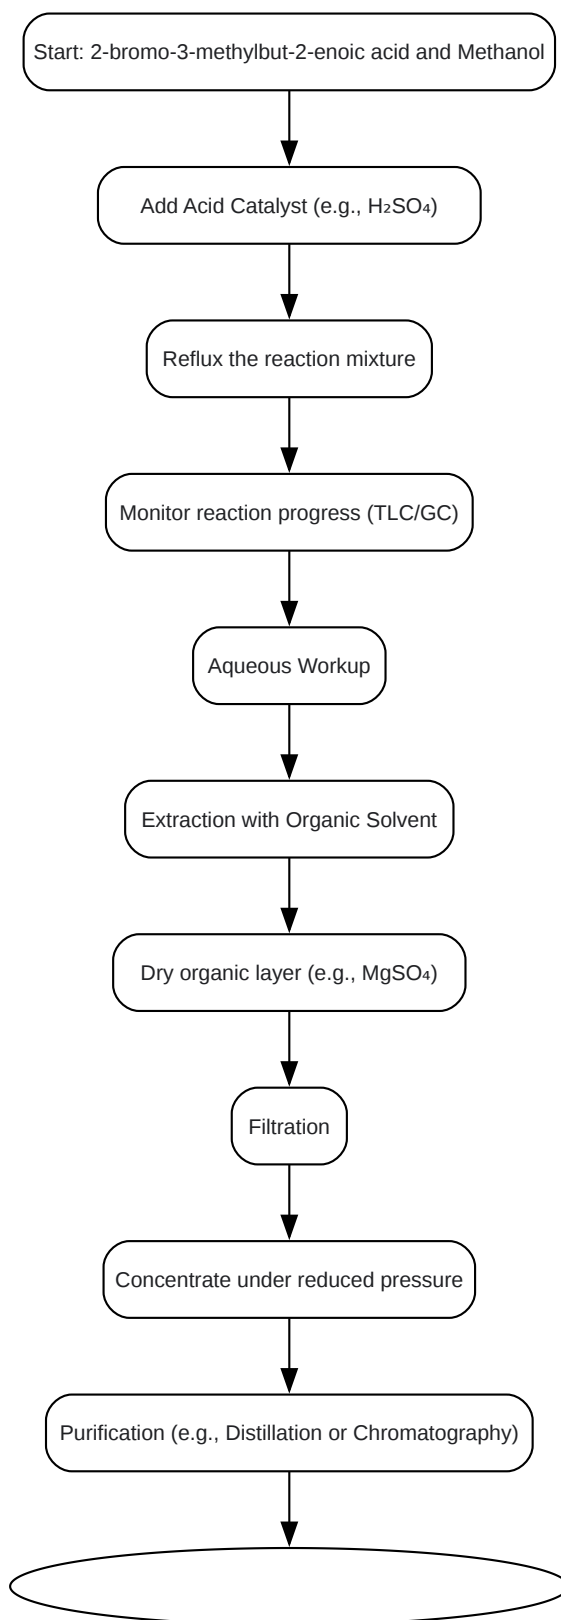 Start: 2-bromo-3-methylbut-2-enoic acid and Methanol
Add Acid Catalyst (e.g., H₂SO₄)
Reflux the reaction mixture
Monitor reaction progress (TLC/GC)
Aqueous Workup
Extraction with Organic Solvent
Dry organic layer (e.g., MgSO₄)
Filtration
Concentrate under reduced pressure
Purification (e.g., Distillation or Chromatography)